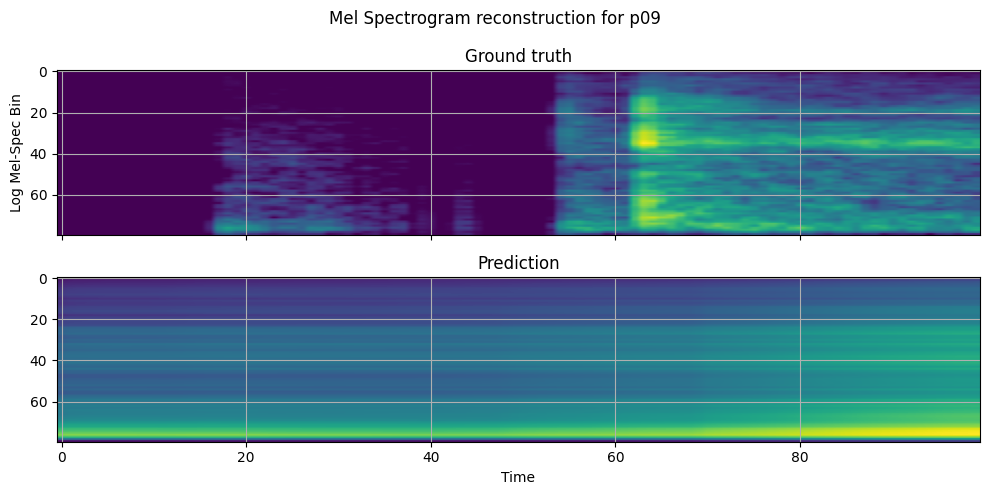 Mel Spectrogram reconstruction for p09
Ground truth
Log Mel-Spec Bin
0
20
40
60
Prediction
0
20
40
60
0 20 40 60 80
Time